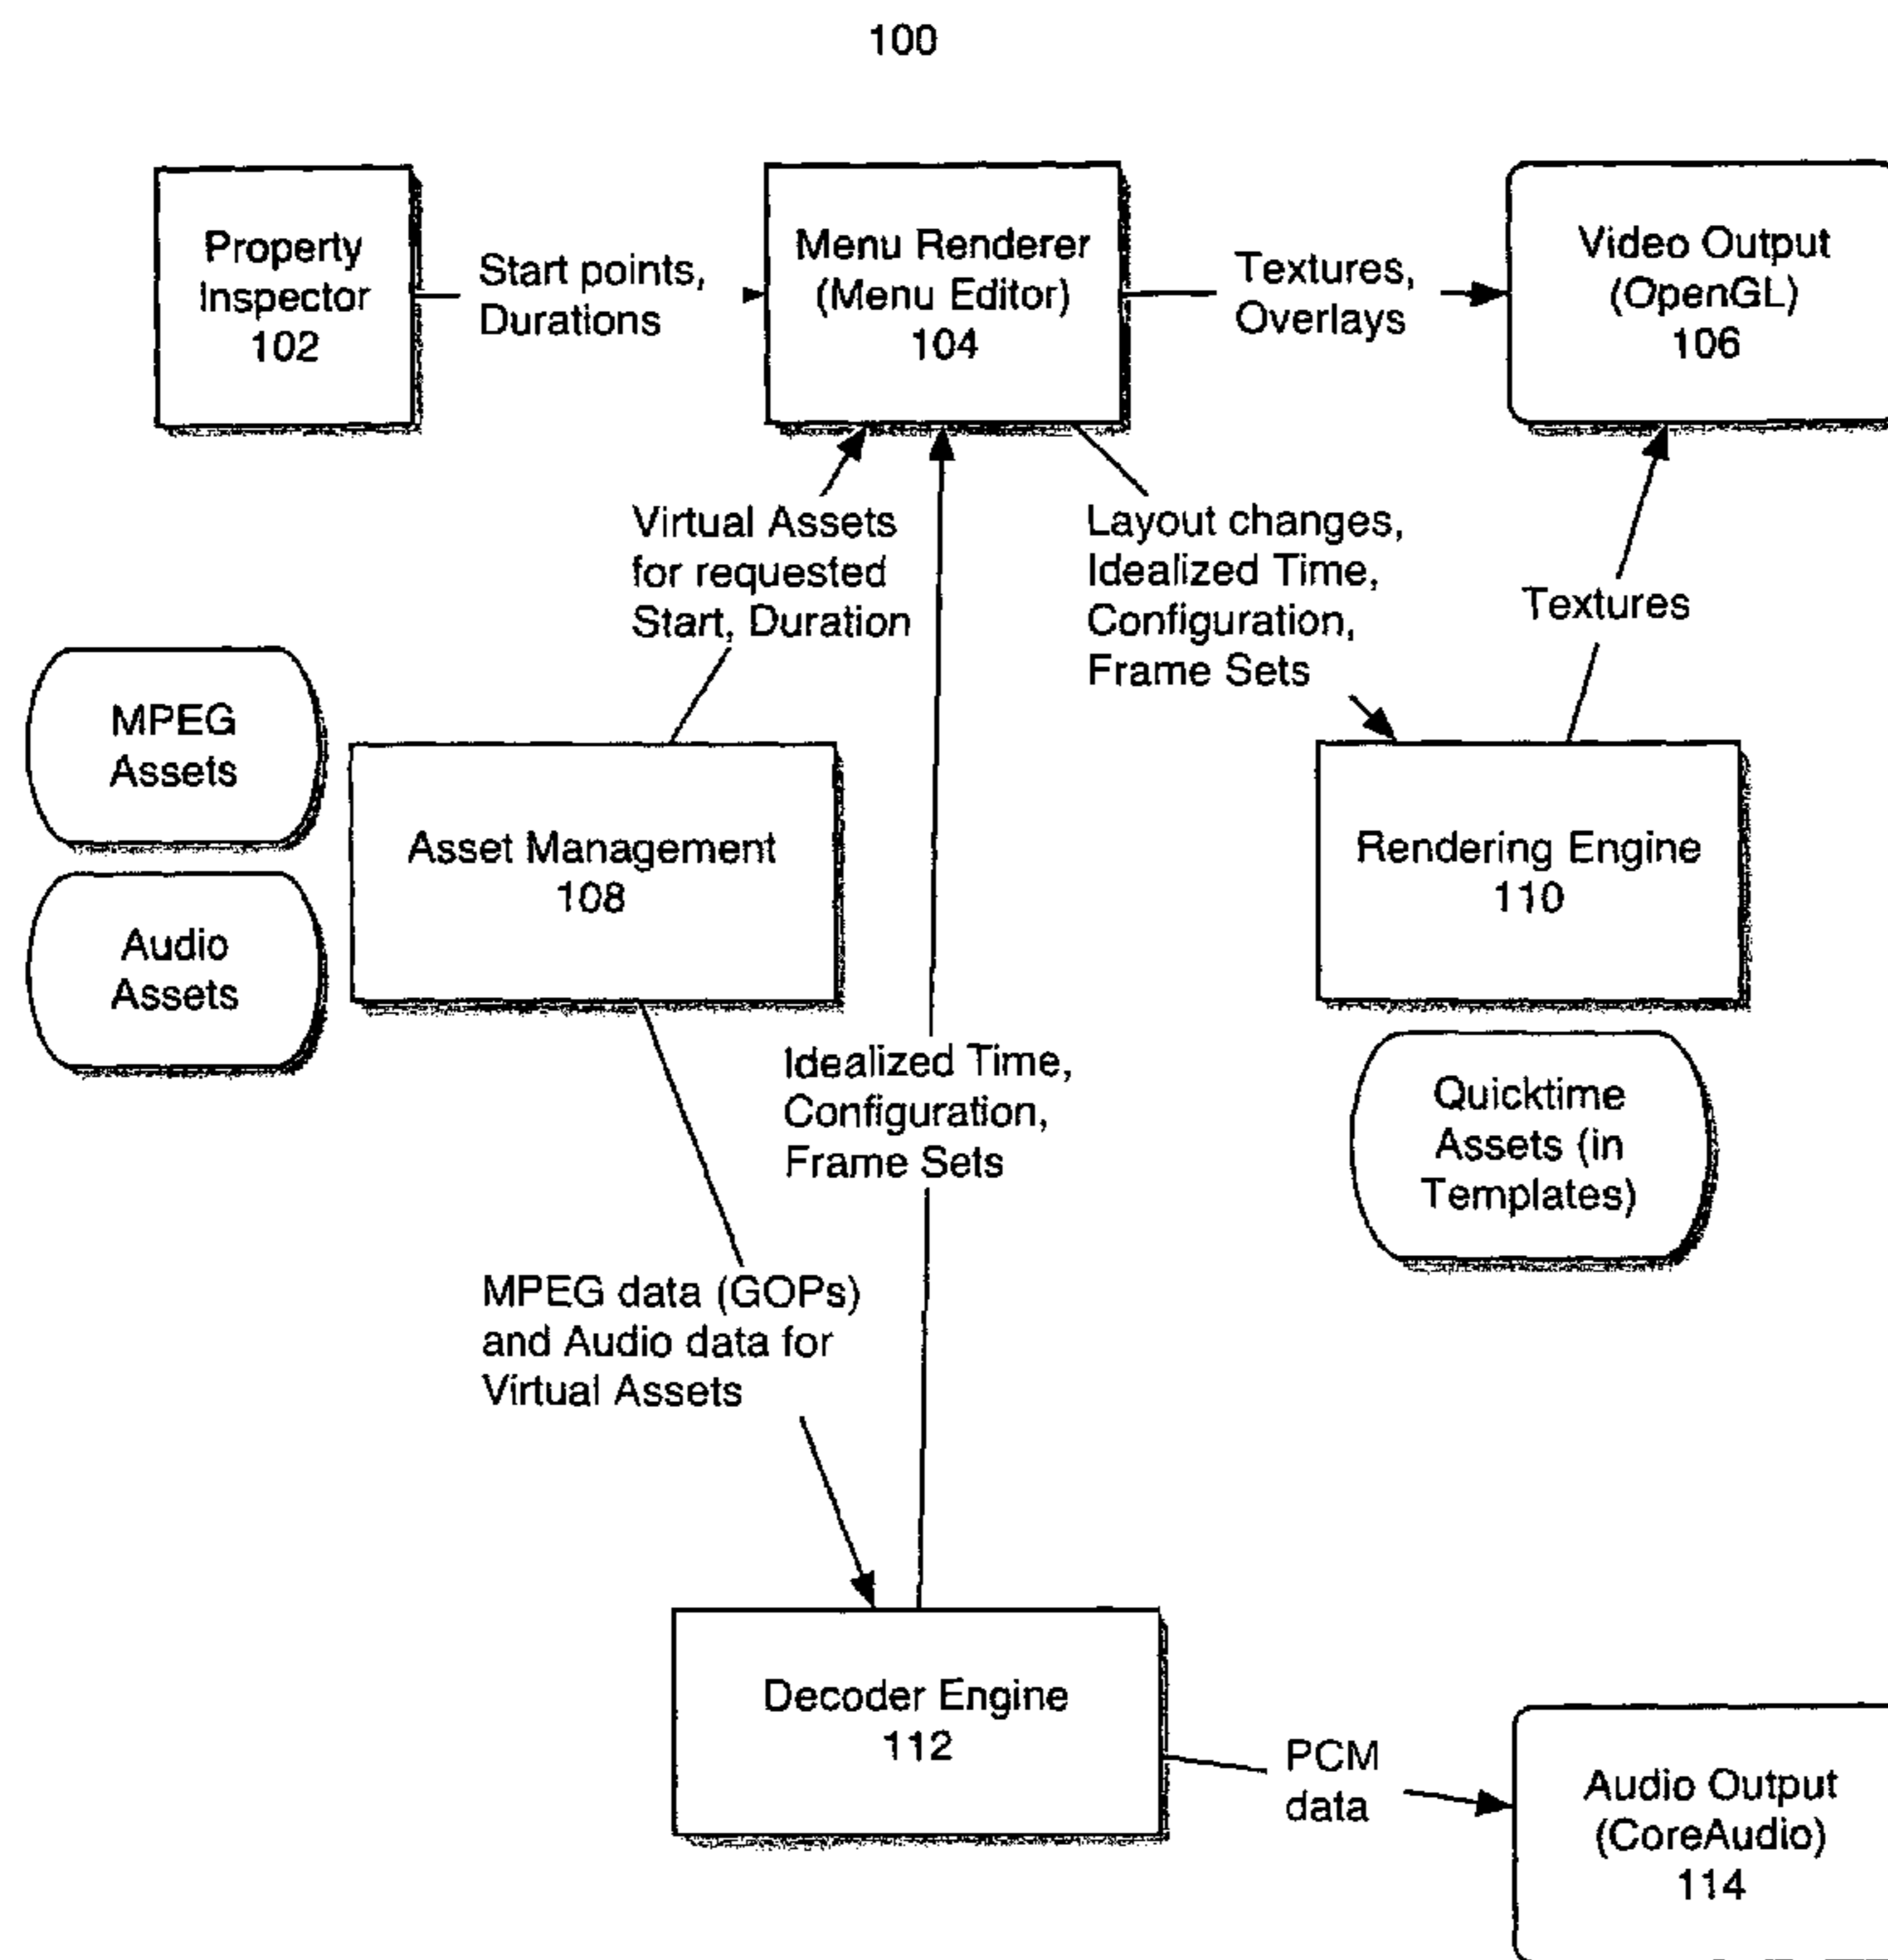 100
Property
Inspector
102
Start points,
Durations
Menu Renderer
(Menu Editor)
104
Textures,
Overlays
Video Output
(OpenGL)
106
Virtual Assets
for requested
Start, Duration
Layout changes,
Idealized Time,
Configuration,
Frame Sets
Textures
MPEG
Assets
Audio
Assets
Asset Management
108
Rendering Engine
110
Quicktime
Assets (in
Templates)
Idealized Time,
Configuration,
Frame Sets
MPEG data (GOPs)
and Audio data for
Virtual Assets
Decoder Engine
112
PCM
data
Audio Output
(CoreAudio)
114